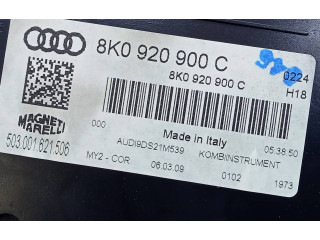 8K0 920 900 C
8K0 920 900 C
0224
H18
000
Made in Italy
05.38.50
MAGNETI
MARELLI
503.001.621.506
AUDI9DS21M539
KOMBIINSTRUMENT
MY2 - COR
06.03.09
0102
1973